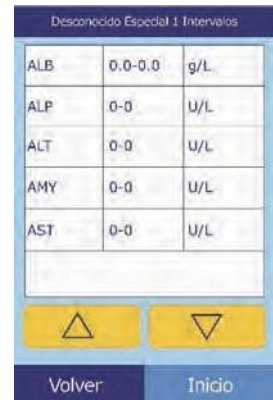 Desconocido Especial 1 Intervalos
ALB 0.0-0.0 g/L
ALP 0-0 U/L
ALT 0-0 U/L
AMY 0-0 U/L
AST 0-0 U/L
Volver Inicio